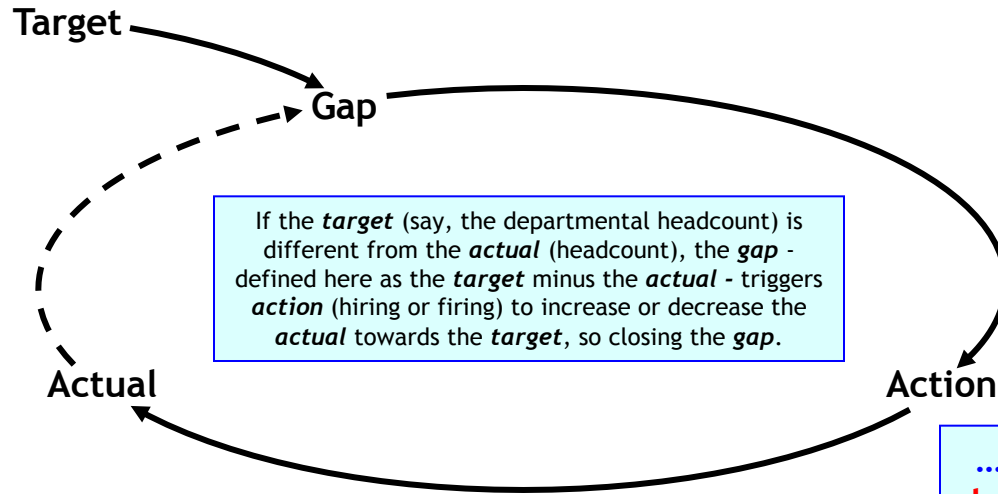 Target
Gap
If the target (say, the departmental headcount) is
different from the actual (headcount), the gap -
defined here as the target minus the actual - triggers
action (hiring or firing) to increase or decrease the
actual towards the target, so closing the gap.
Actual
Action
...